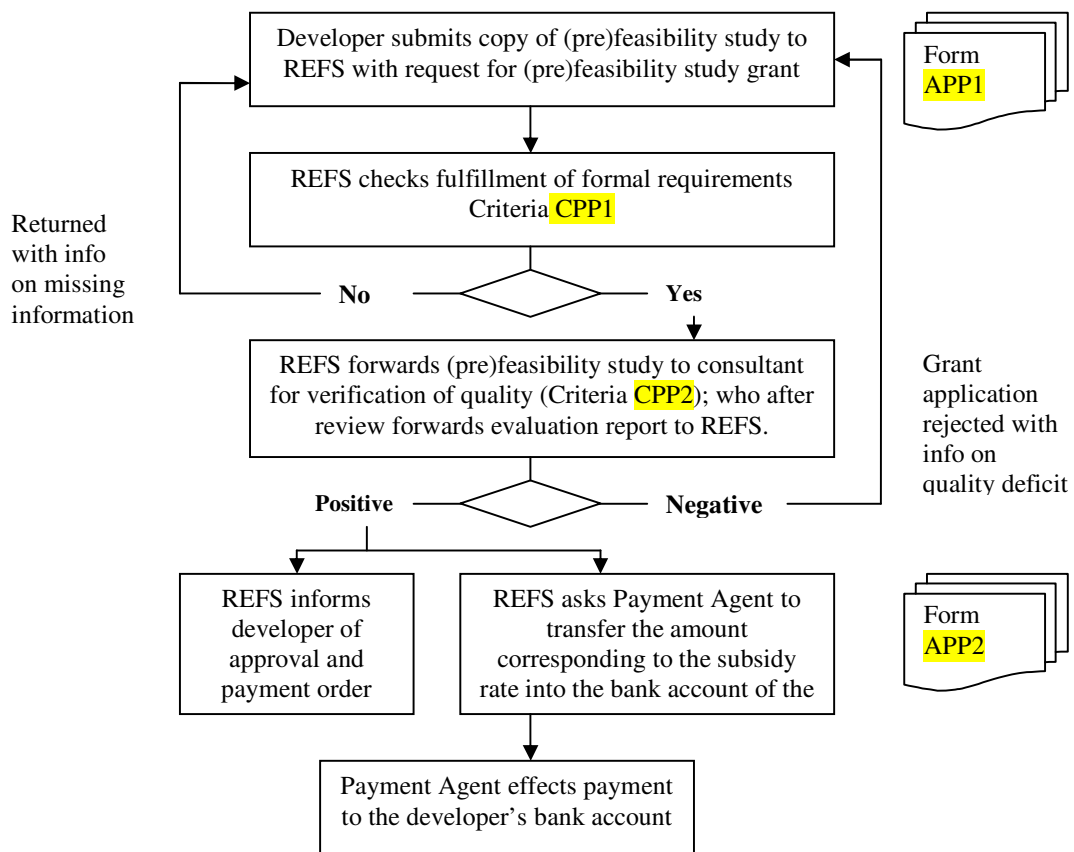 Developer submits copy of (pre)feasibility study to
REFS with request for (pre)feasibility study grant
Form
APP1
REFS checks fulfillment of formal requirements
Criteria CPP1
Returned
with info
on missing
information
No
Yes
REFS forwards (pre)feasibility study to consultant
for verification of quality (Criteria CPP2); who after
review forwards evaluation report to REFS.
Grant
application
rejected with
info on
quality deficit
Positive
Negative
REFS informs
developer of
approval and
payment order
REFS asks Payment Agent to
transfer the amount
corresponding to the subsidy
rate into the bank account of the
Form
APP2
Payment Agent effects payment
to the developer's bank account